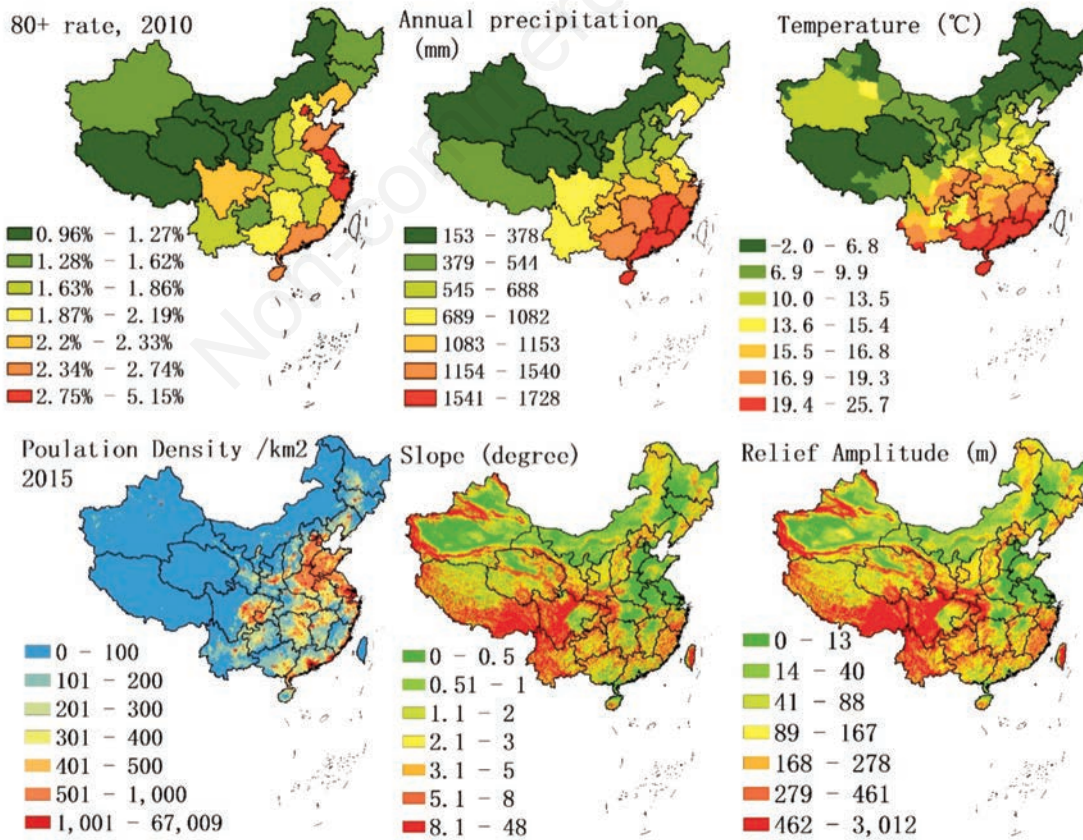 80+ rate, 2010
0.96% - 1.27%
1.28% - 1.62%
1.63% - 1.86%
1.87% - 2.19%
2.2% - 2.33%
2.34% - 2.74%
2.75% - 5.15%
Annual precipitation
(mm)
153 - 378
379 - 544
545 - 688
689 - 1082
1083 - 1153
1154 - 1540
1541 - 1728
Temperature (℃)
-2.0 - 6.8
6.9 - 9.9
10.0 - 13.5
13.6 - 15.4
15.5 - 16.8
16.9 - 19.3
19.4 - 25.7
Poulation Density /km2
2015
0 - 100
101 - 200
201 - 300
301 - 400
401 - 500
501 - 1,000
1,001 - 67,009
Slope (degree)
0 - 0.5
0.51 - 1
1.1 - 2
2.1 - 3
3.1 - 5
5.1 - 8
8.1 - 48
Relief Amplitude (m)
0 - 13
14 - 40
41 - 88
89 - 167
168 - 278
279 - 461
462 - 3,012
Non-commer